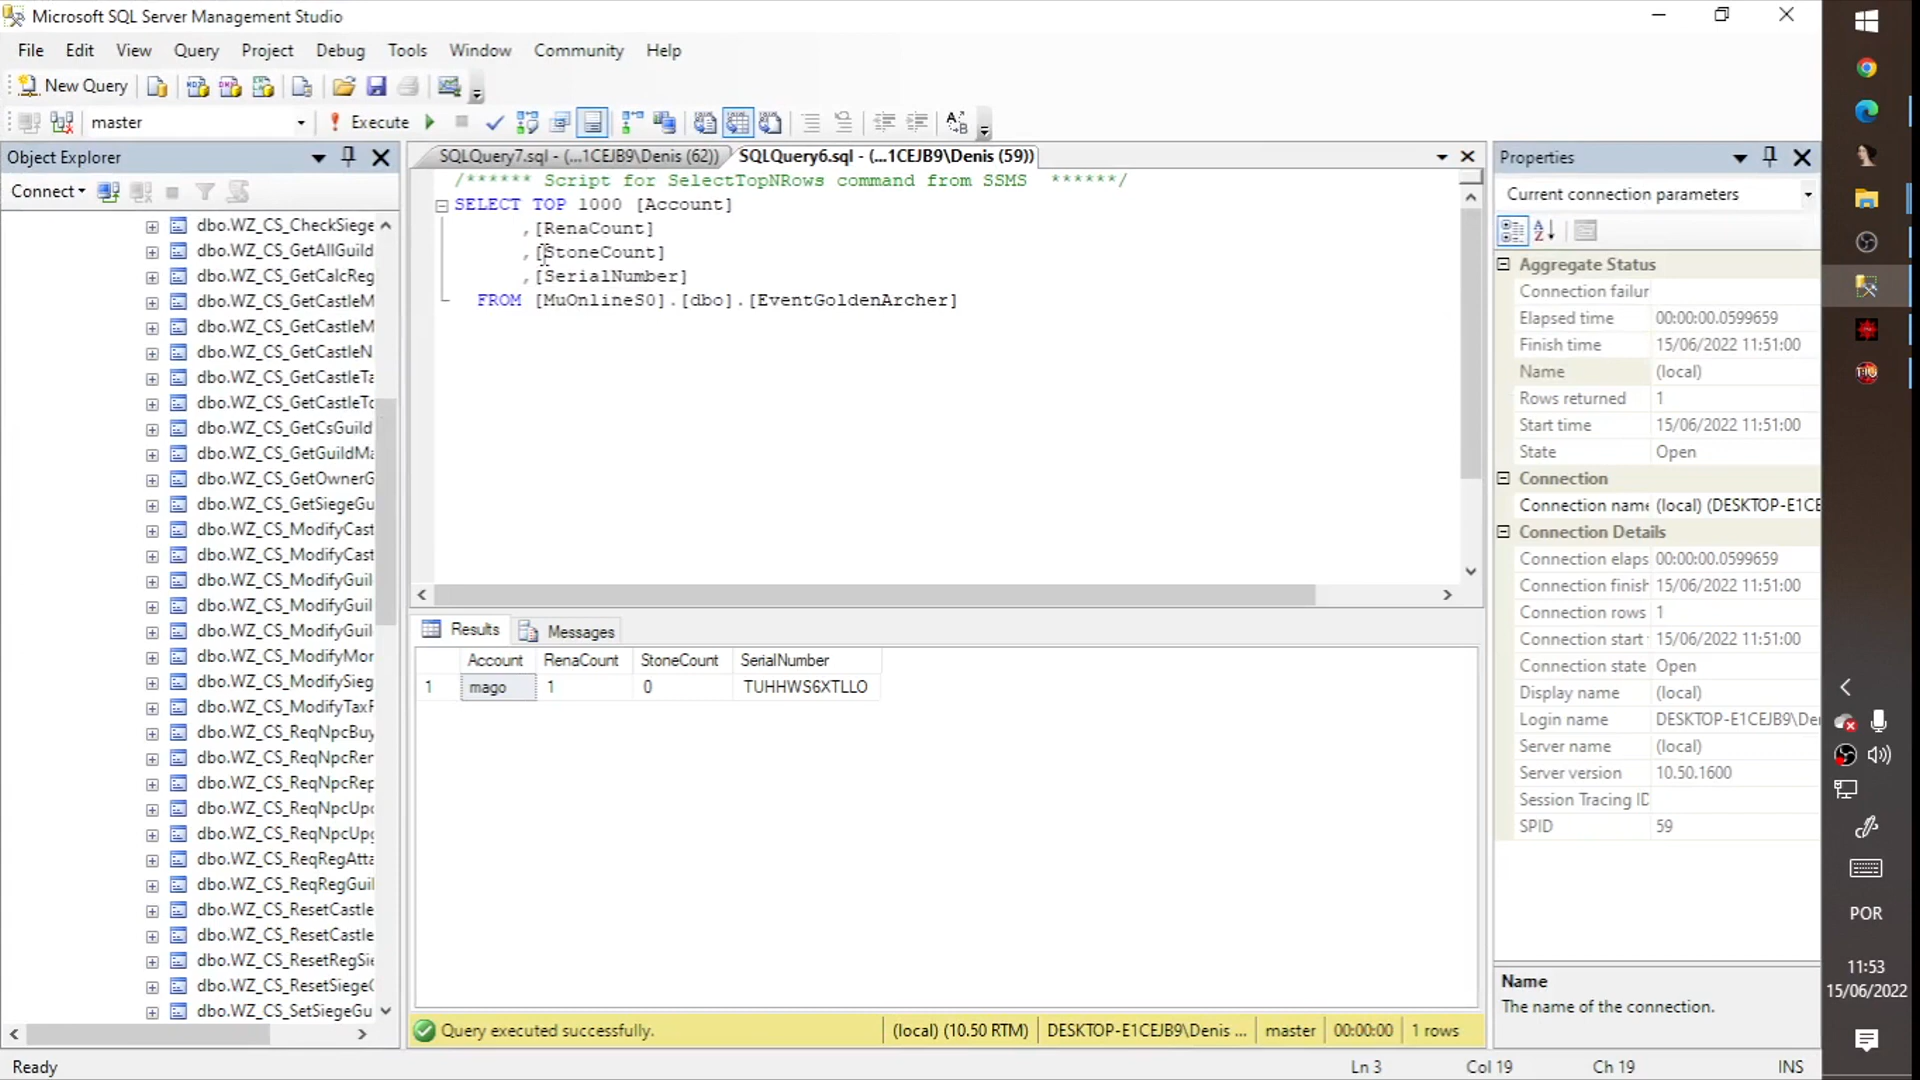 Microsoft SQL Server Management Studio
File Edit View Query Project Debug Tools Window Community Help
New Query
master Execute
Object Explorer
Connect
dbo.WZ_CS_CheckSiege
dbo.WZ_CS_GetAllGuild
dbo.WZ_CS_GetCalcReg
dbo.WZ_CS_GetCastleM
dbo.WZ_CS_GetCastleM
dbo.WZ_CS_GetCastleN
dbo.WZ_CS_GetCastleTa
dbo.WZ_CS_GetCastleTo
dbo.WZ_CS_GetCsGuild
dbo.WZ_CS_GetGuildMa
dbo.WZ_CS_GetOwnerG
dbo.WZ_CS_GetSiegeGu
dbo.WZ_CS_ModifyCast
dbo.WZ_CS_ModifyCast
dbo.WZ_CS_ModifyGuil
dbo.WZ_CS_ModifyGuil
dbo.WZ_CS_ModifyGuil
dbo.WZ_CS_ModifyMor
dbo.WZ_CS_ModifySieg
dbo.WZ_CS_ModifyTaxF
dbo.WZ_CS_ReqNpcBuy
dbo.WZ_CS_ReqNpcRer
dbo.WZ_CS_ReqNpcRep
dbo.WZ_CS_ReqNpcUpc
dbo.WZ_CS_ReqNpcUpg
dbo.WZ_CS_ReqRegAtta
dbo.WZ_CS_ReqRegGuil
dbo.WZ_CS_ResetCastle
dbo.WZ_CS_ResetCastle
dbo.WZ_CS_ResetRegSie
dbo.WZ_CS_ResetSiegeG
dbo.WZ_CS_SetSiegeGu
SQLQuery7.sql - (...1CEJB9\Denis (62)) SQLQuery6.sql - (...1CEJB9\Denis (59))
/****** Script for SelectTopNRows command from SSMS ******/
SELECT TOP 1000 [Account]
,[RenaCount]
,[StoneCount]
,[SerialNumber]
FROM [MuOnlineS0].[dbo].[EventGoldenArcher]
Results Messages
Account RenaCount StoneCount SerialNumber
1 mago 1 0 TUHHWS6XTLLO
Query executed successfully. (local) (10.50 RTM) DESKTOP-E1CEJB9\Denis ... master 00:00:00 1 rows
Properties
Current connection parameters
Aggregate Status
Connection failur
Elapsed time 00:00:00.0599659
Finish time 15/06/2022 11:51:00
Name (local)
Rows returned 1
Start time 15/06/2022 11:51:00
State Open
Connection
Connection name (local) (DESKTOP-E1CE
Connection Details
Connection elaps 00:00:00.0599659
Connection finish 15/06/2022 11:51:00
Connection rows 1
Connection start 15/06/2022 11:51:00
Connection state Open
Display name (local)
Login name DESKTOP-E1CEJB9\Der
Server name (local)
Server version 10.50.1600
Session Tracing ID
SPID 59
Name
The name of the connection.
Ready Ln 3 Col 19 Ch 19 INS
POR
11:53
15/06/2022